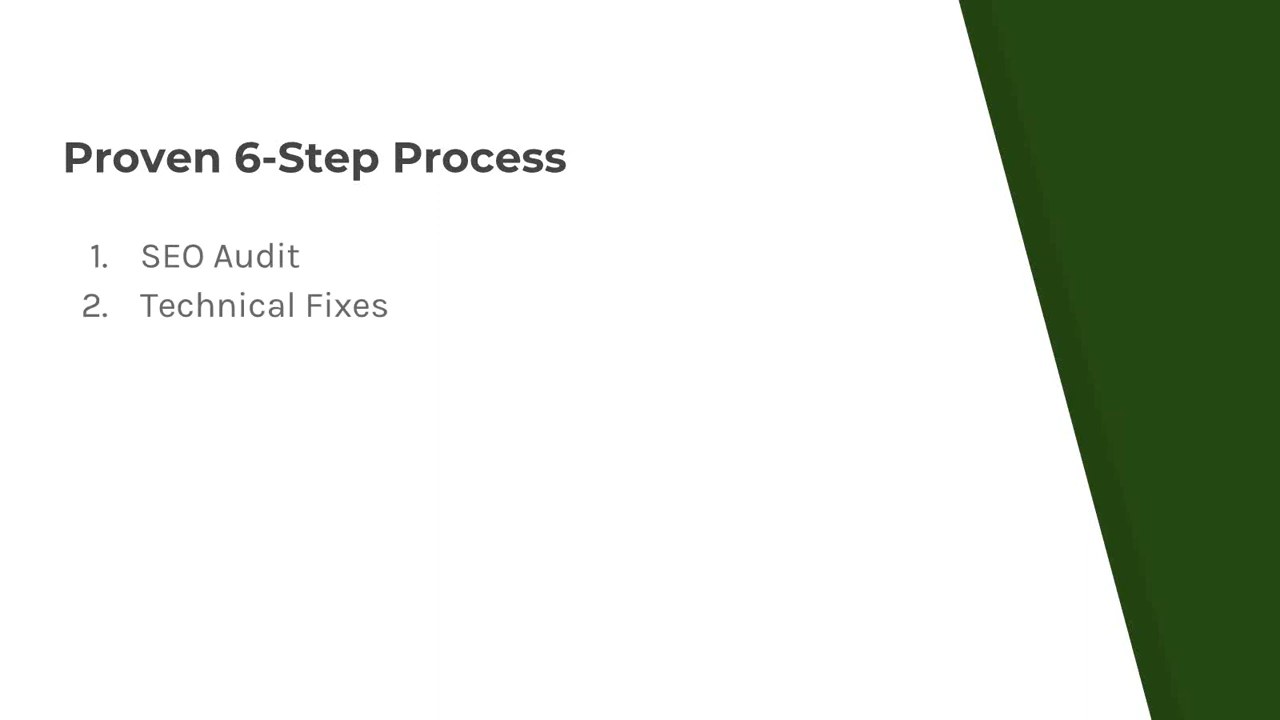 Proven 6-Step Process
1. SEO Audit
2. Technical Fixes